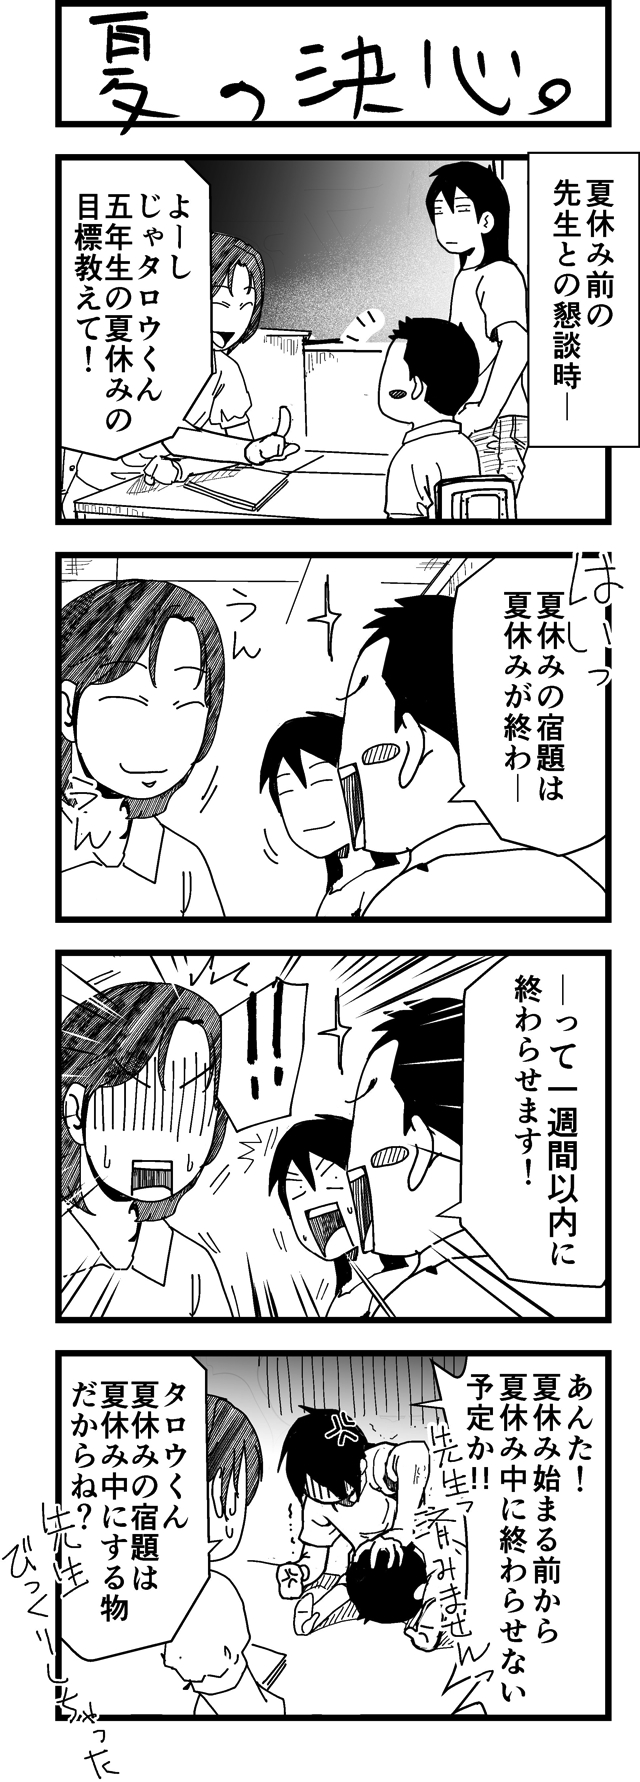 夏の決心。
夏休み前の
先生との懇談時―
よーし
じゃタロウくん
五年生の夏休みの
目標教えて！
はーいっ
夏休みの宿題は
夏休みが終わ―
うん
うん
―って一週間以内に
終わらせます！
!!
あんた！
夏休み始まる前から
夏休み中に終わらせない
予定か!!
先生っ
済みませんっ
タロウくん
夏休みの宿題は
夏休み中にする物
だからね？
先生
びっくりしちゃった